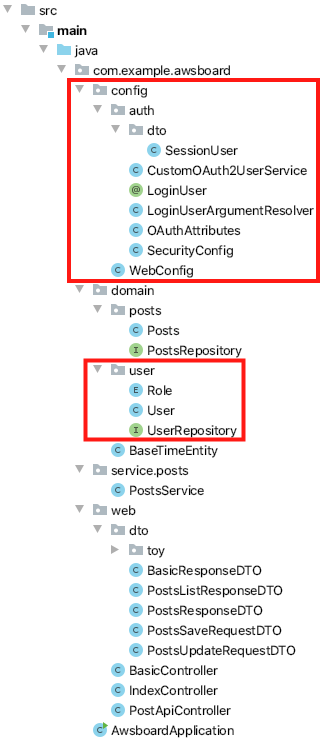 src
main
java
com.example.awsboard
config
auth
dto
SessionUser
CustomOAuth2UserService
LoginUser
LoginUserArgumentResolver
OAuthAttributes
SecurityConfig
WebConfig
domain
posts
Posts
PostsRepository
user
Role
User
UserRepository
BaseTimeEntity
service.posts
PostsService
web
dto
toy
BasicResponseDTO
PostsListResponseDTO
PostsResponseDTO
PostsSaveRequestDTO
PostsUpdateRequestDTO
BasicController
IndexController
PostApiController
AwsboardApplication